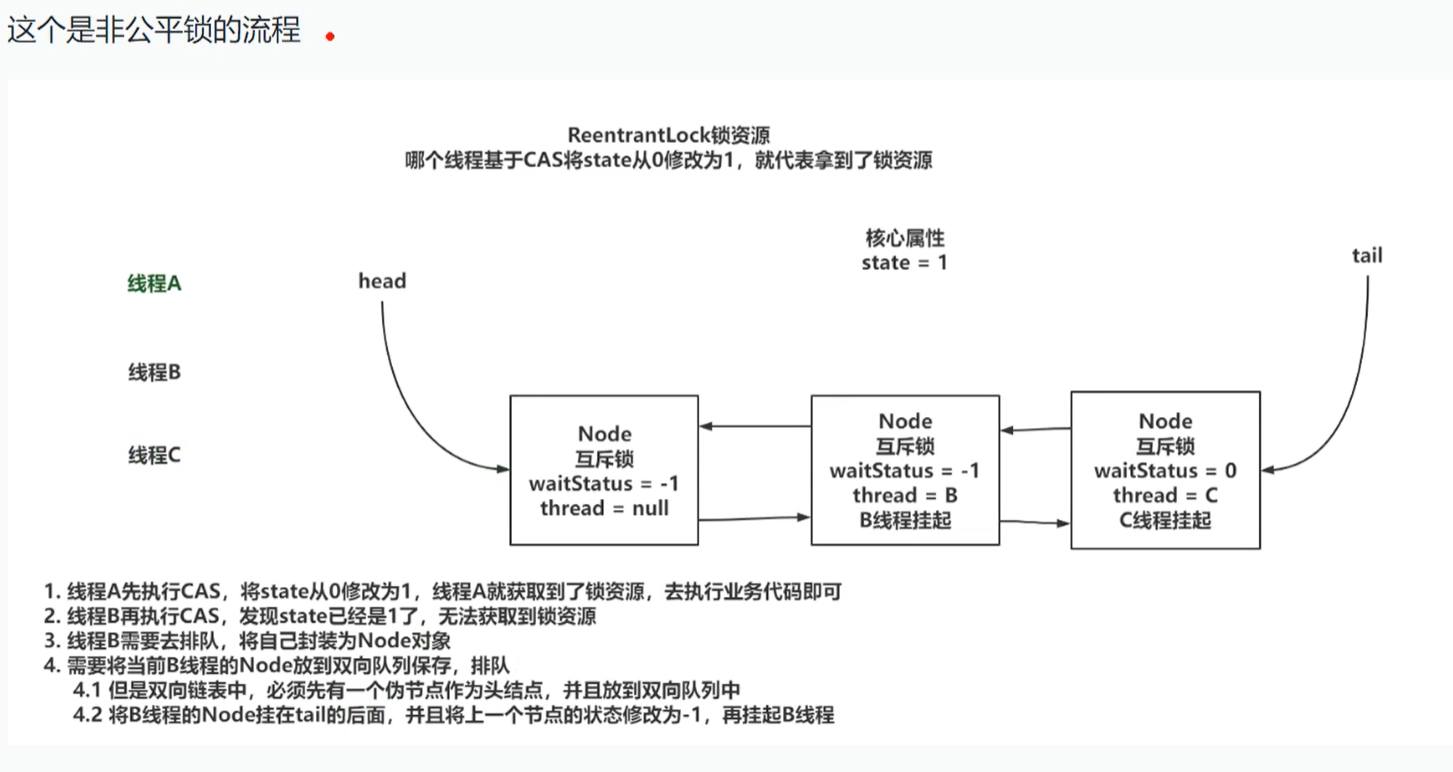 这个是非公平锁的流程
ReentrantLock锁资源
哪个线程基于CAS将state从0修改为1，就代表拿到了锁资源
核心属性
state = 1
tail
线程A
head
线程B
线程C
Node
互斥锁
waitStatus = -1
thread = null
Node
互斥锁
waitStatus = -1
thread = B
B线程挂起
Node
互斥锁
waitStatus = 0
thread = C
C线程挂起
1. 线程A先执行CAS，将state从0修改为1，线程A就获取到了锁资源，去执行业务代码即可
2. 线程B再执行CAS，发现state已经是1了，无法获取到锁资源
3. 线程B需要去排队，将自己封装为Node对象
4. 需要将当前B线程的Node放到双向队列保存，排队
4.1 但是双向链表中，必须先有一个伪节点作为头结点，并且放到双向队列中
4.2 将B线程的Node挂在tail的后面，并且将上一个节点的状态修改为-1，再挂起B线程